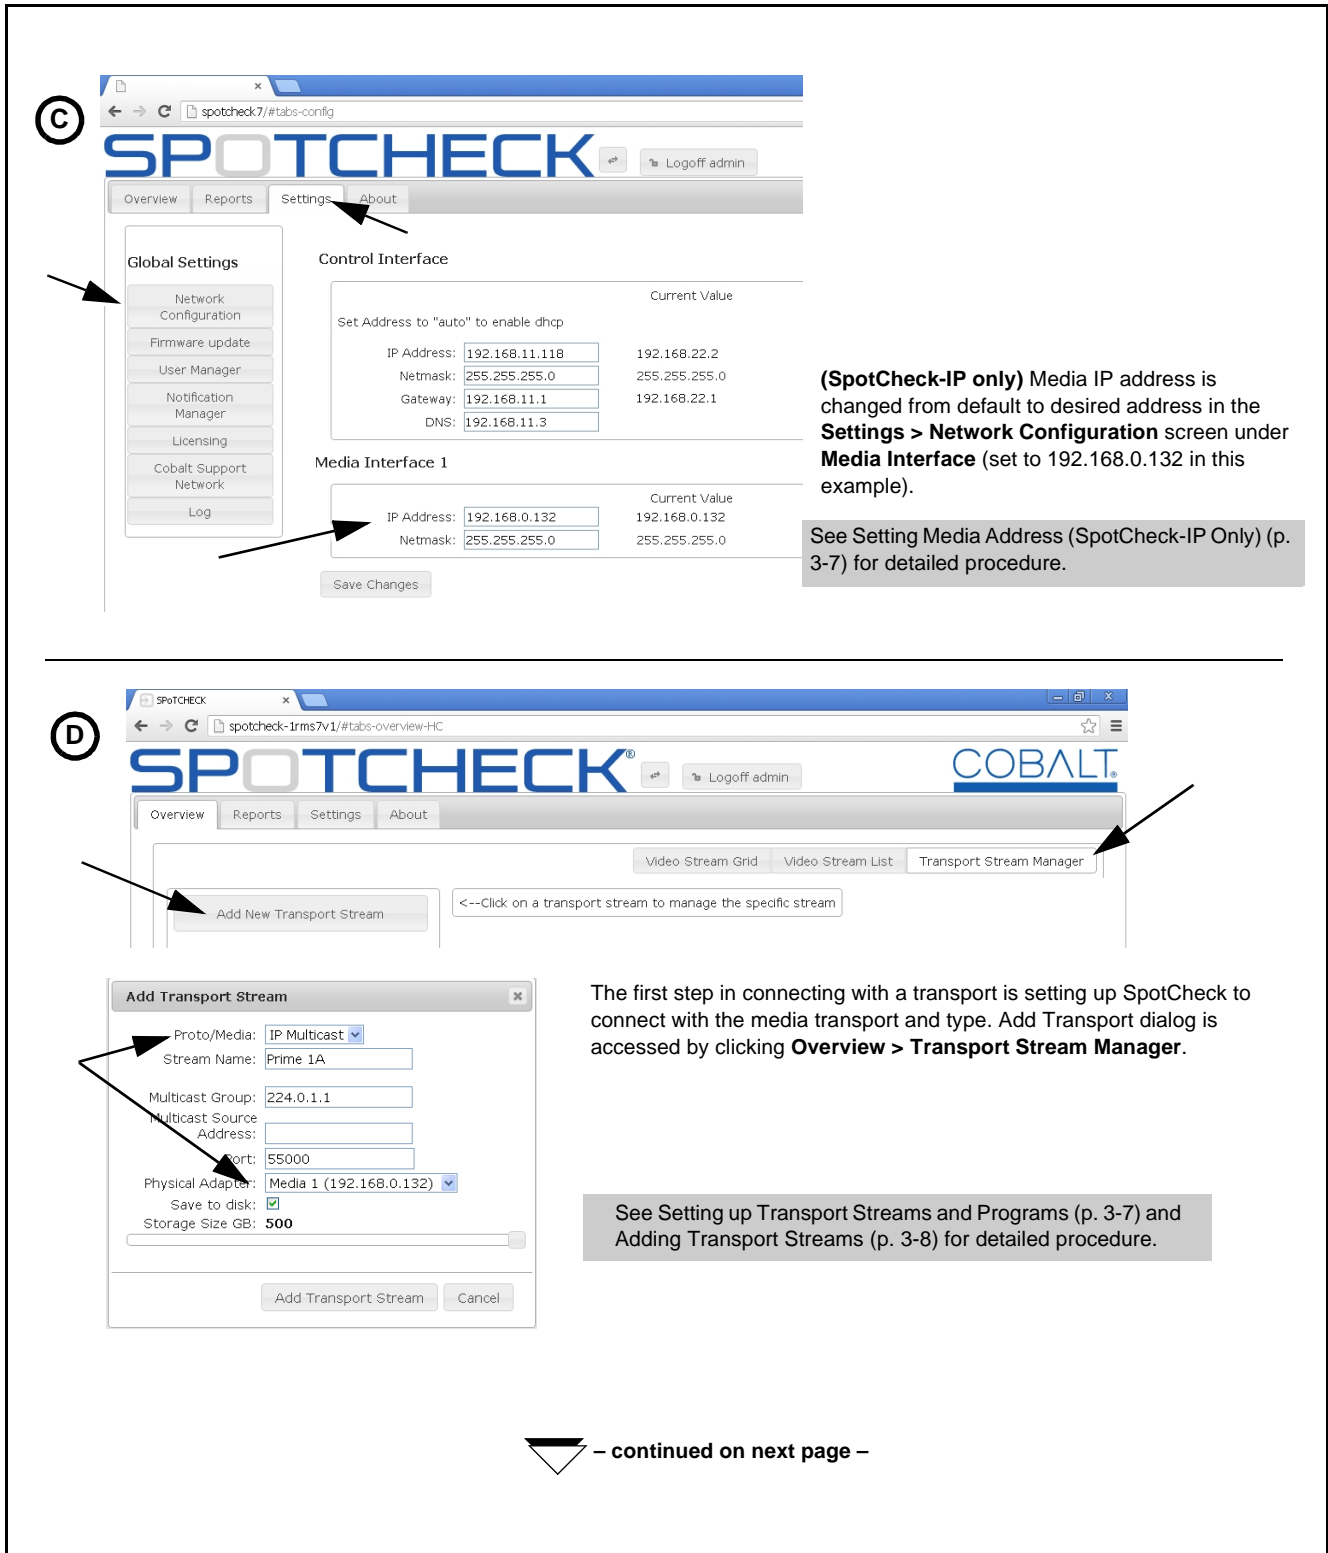 C
spotcheck7/#tabs-config
SPOTCHECK
Logoff admin
Overview Reports Settings About
Global Settings
Network
Configuration
Firmware update
User Manager
Notification
Manager
Licensing
Cobalt Support
Network
Log
Control Interface
Current Value
Set Address to "auto" to enable dhcp
IP Address: 192.168.11.118 192.168.22.2
Netmask: 255.255.255.0 255.255.255.0
Gateway: 192.168.11.1 192.168.22.1
DNS: 192.168.11.3
Media Interface 1
Current Value
IP Address: 192.168.0.132 192.168.0.132
Netmask: 255.255.255.0 255.255.255.0
Save Changes
(SpotCheck-IP only) Media IP address is
changed from default to desired address in the
Settings > Network Configuration screen under
Media Interface (set to 192.168.0.132 in this
example).
See Setting Media Address (SpotCheck-IP Only) (p.
3-7) for detailed procedure.
D
SPoTCHECK
spotcheck-1rms7v1/#tabs-overview-HC
SPOTCHECK®
Logoff admin
COBALT®
Overview Reports Settings About
Video Stream Grid Video Stream List Transport Stream Manager
Add New Transport Stream
<--Click on a transport stream to manage the specific stream
Add Transport Stream
Proto/Media: IP Multicast
Stream Name: Prime 1A
Multicast Group: 224.0.1.1
Multicast Source
Address:
Port: 55000
Physical Adapter: Media 1 (192.168.0.132)
Save to disk:
Storage Size GB: 500
Add Transport Stream Cancel
The first step in connecting with a transport is setting up SpotCheck to
connect with the media transport and type. Add Transport dialog is
accessed by clicking Overview > Transport Stream Manager.
See Setting up Transport Streams and Programs (p. 3-7) and
Adding Transport Streams (p. 3-8) for detailed procedure.
– continued on next page –